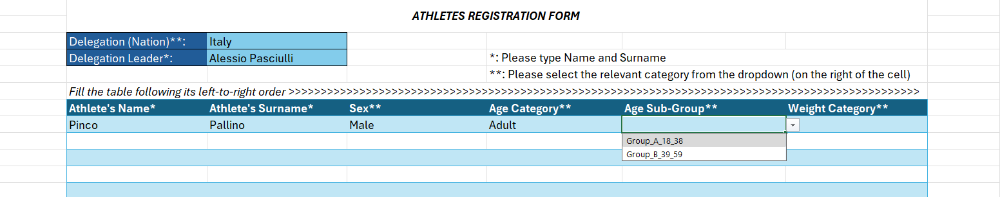 ATHLETES REGISTRATION FORM
Delegation (Nation)**: Italy
Delegation Leader*: Alessio Pasciulli
*: Please type Name and Surname
**: Please select the relevant category from the dropdown (on the right of the cell)
Fill the table following its left-to-right order >>>>>>>>>>>>>>>>>>>>>>>>>>>>>>>>>>>>>>>>>>>>>>>>>>>>>>>>>>>>>>>>>>>>>>>>>>>>>>>>>>>>>>>>>>>>>>>>>>
Athlete's Name* Athlete's Surname* Sex** Age Category** Age Sub-Group** Weight Category**
Pinco Pallino Male Adult
Group_A_18_38
Group_B_39_59